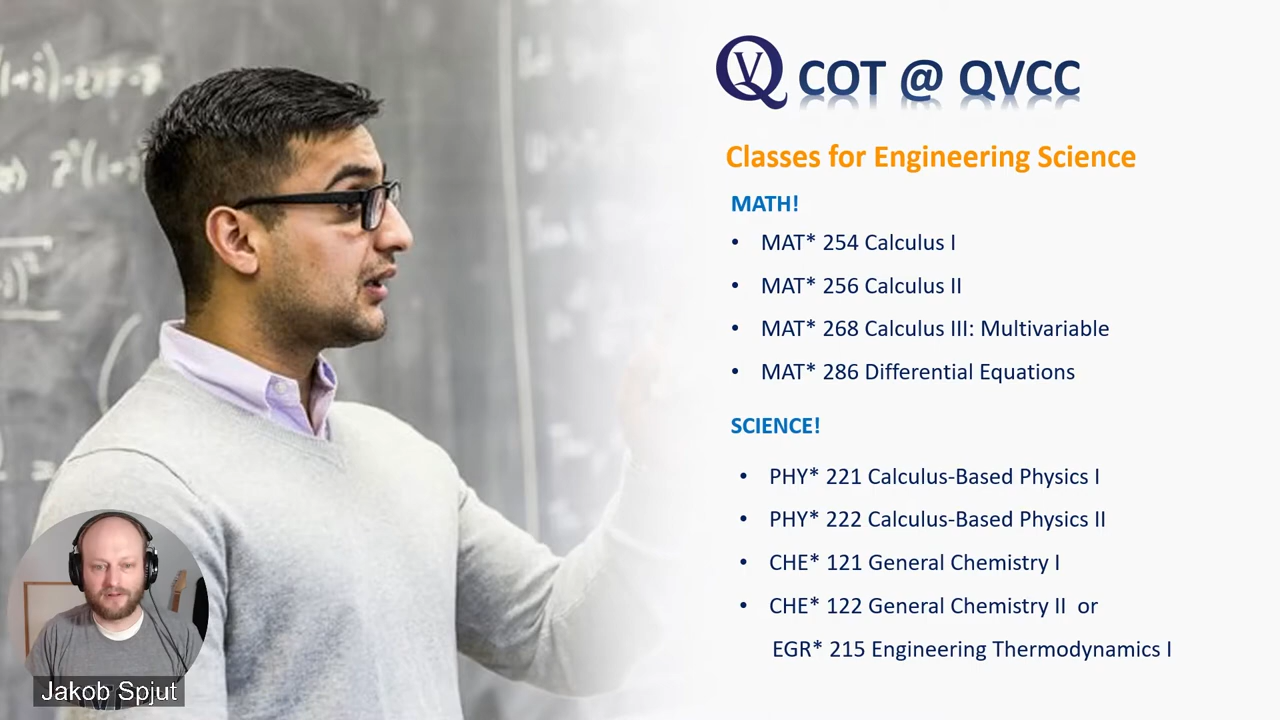 QV COT @ QVCC
Classes for Engineering Science
MATH!
• MAT* 254 Calculus I
• MAT* 256 Calculus II
• MAT* 268 Calculus III: Multivariable
• MAT* 286 Differential Equations
SCIENCE!
• PHY* 221 Calculus-Based Physics I
• PHY* 222 Calculus-Based Physics II
• CHE* 121 General Chemistry I
• CHE* 122 General Chemistry II or
EGR* 215 Engineering Thermodynamics I
Jakob Spjut